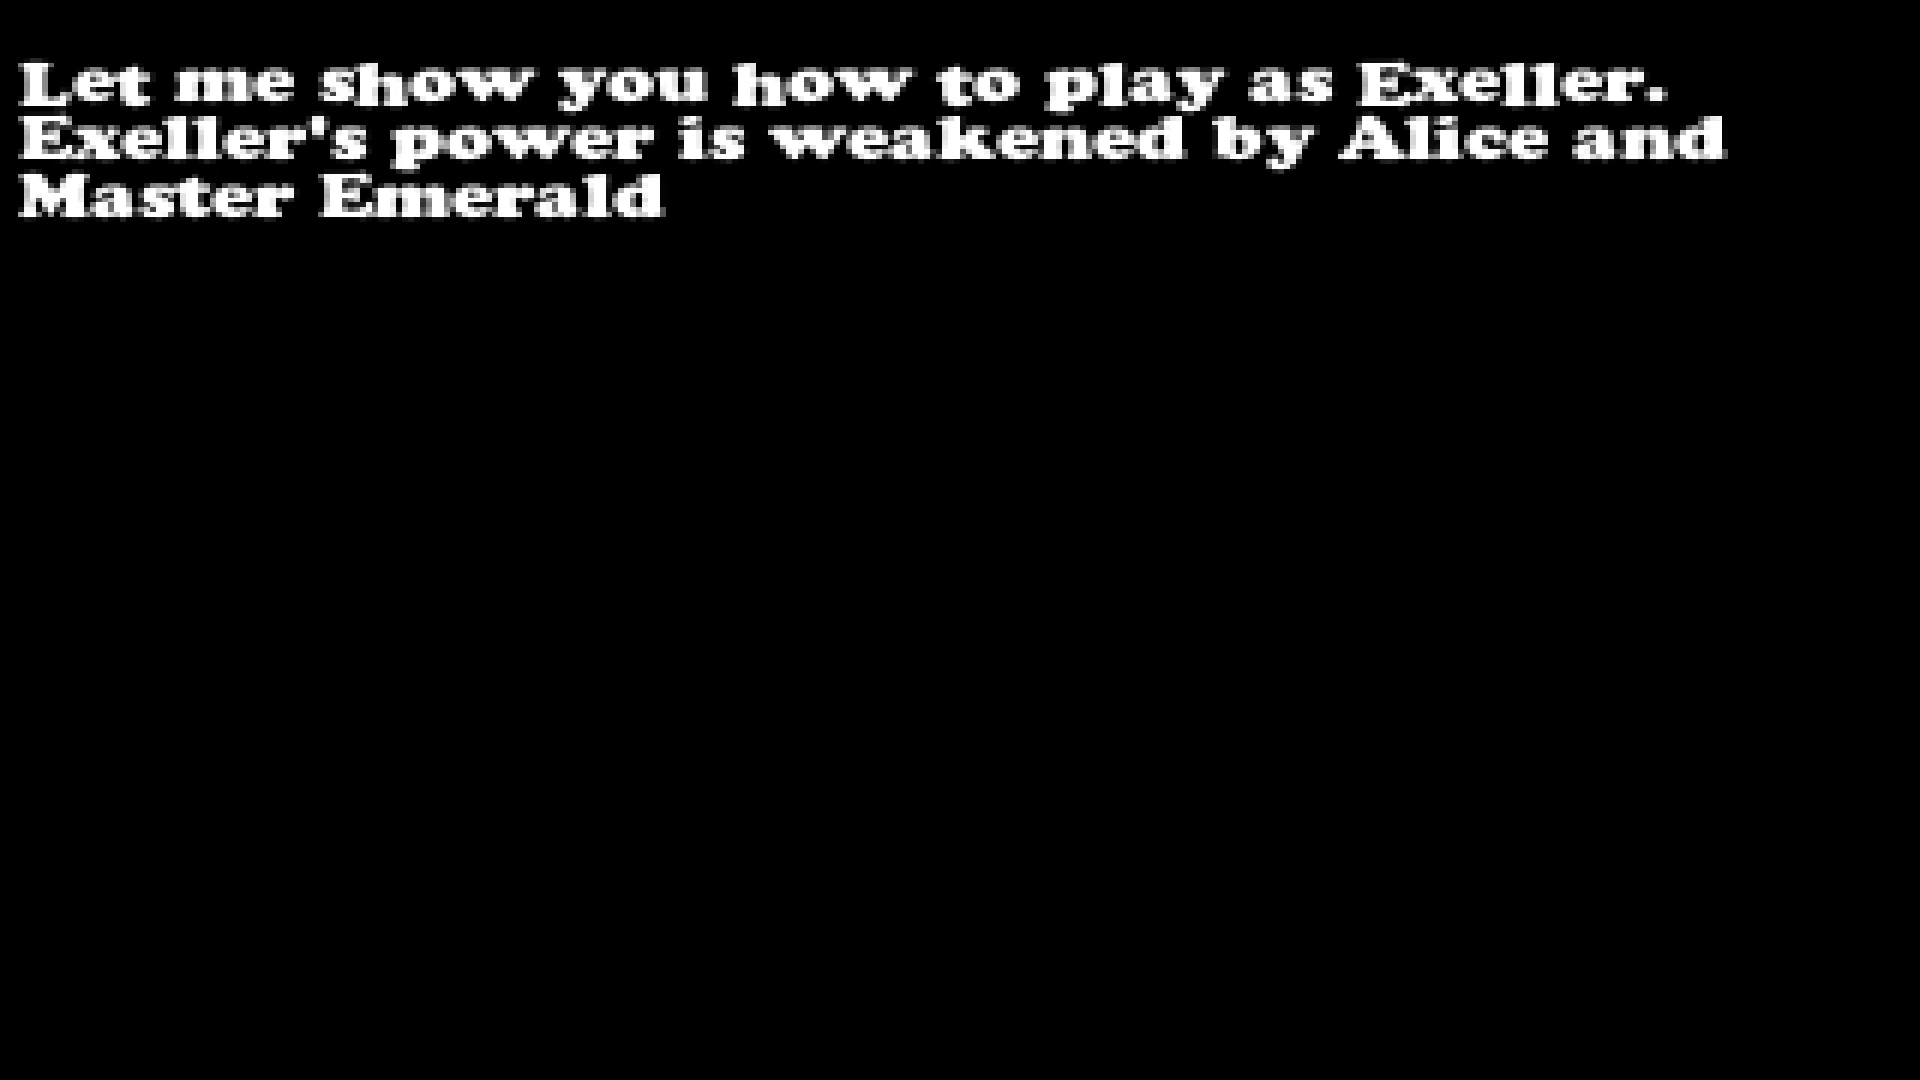 Let me show you how to play as Exeller.
Exeller's power is weakened by Alice and
Master Emerald